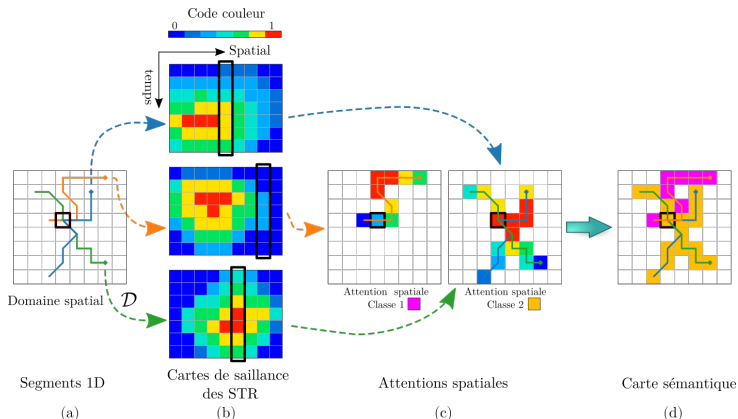 Code couleur
0 1
Spatial
temps
Domaine spatial 𝒟
Attention spatiale
Classe 1
Attention spatiale
Classe 2
Segments 1D
Cartes de saillance
des STR
Attentions spatiales
Carte sémantique
(a) (b) (c) (d)